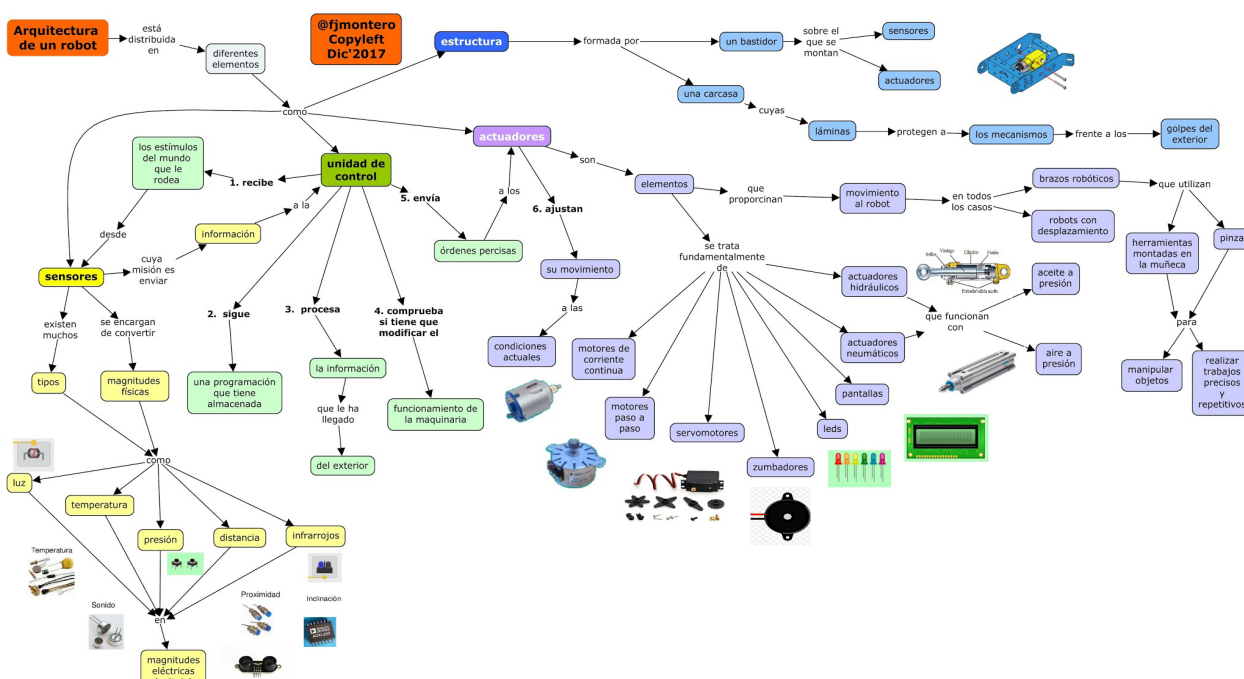 Arquitectura
de un robot
está
distribuida
en
diferentes
elementos
@fjmontero
Copyleft
Dic'2017
como
estructura
formada por
un bastidor
sobre el
que se
montan
sensores
actuadores
una carcasa
cuyas
láminas
protegen a
los mecanismos
frente a los
golpes del
exterior
actuadores
son
elementos
que
proporcinan
movimiento
al robot
en todos
los casos
brazos robóticos
robots con
desplazamiento
que utilizan
herramientas
montadas en
la muñeca
pinza
para
manipular
objetos
realizar
trabajos
precisos
y
repetitivos
se trata
fundamentalmente
de
motores de
corriente
continua
motores
paso a
paso
servomotores
zumbadores
leds
pantallas
actuadores
neumáticos
actuadores
hidráulicos
que funcionan
con
aceite a
presión
aire a
presión
Vástago
Cilindro
6. ajustan
su movimiento
a las
condiciones
actuales
unidad de
control
1. recibe
los estímulos
del mundo
que le
rodea
desde
2. sigue
una programación
que tiene
almacenada
3. procesa
la información
que le ha
llegado
del exterior
4. comprueba
si tiene que
modificar el
funcionamiento de
la maquinaria
5. envía
órdenes percisas
a los
sensores
cuya
misión es
enviar
información
a la
existen
muchos
tipos
se encargan
de convertir
magnitudes
físicas
como
luz
temperatura
presión
distancia
infrarrojos
en
magnitudes
eléctricas
Temperatura
Sonido
Proximidad
Inclinación